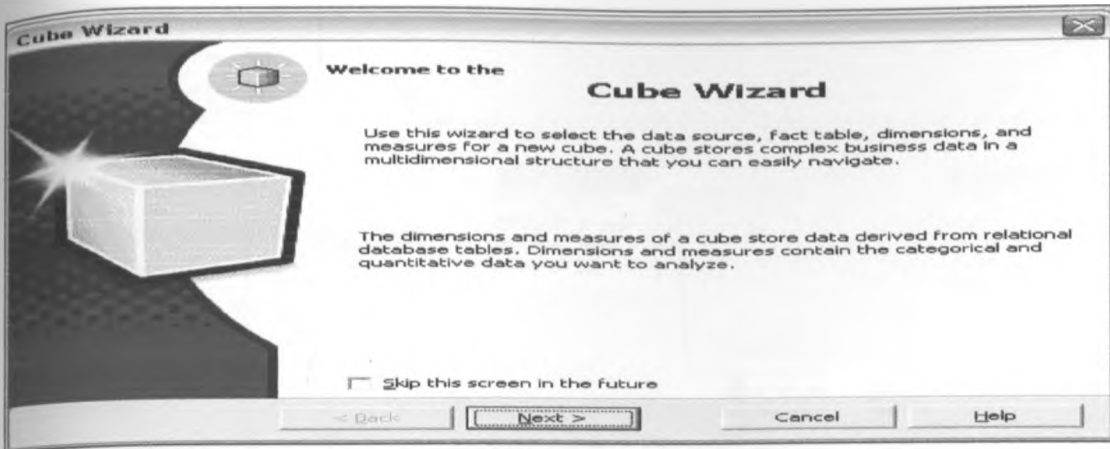 Cube Wizard
Welcome to the
Cube Wizard
Use this wizard to select the data source, fact table, dimensions, and
measures for a new cube. A cube stores complex business data in a
multidimensional structure that you can easily navigate.
The dimensions and measures of a cube store data derived from relational
database tables. Dimensions and measures contain the categorical and
quantitative data you want to analyze.
Skip this screen in the future
< Back Next > Cancel Help